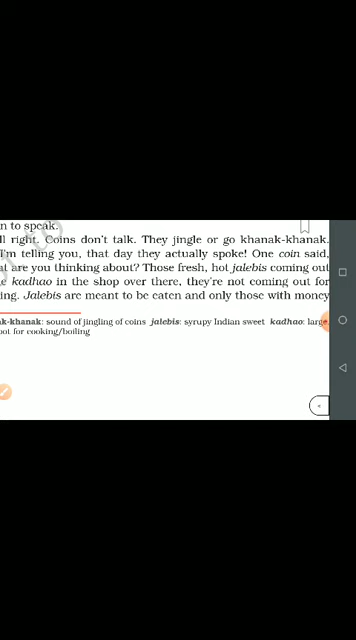 n to speak.
ll right. Coins don't talk. They jingle or go khanak-khanak.
I'm telling you, that day they actually spoke! One coin said,
at are you thinking about? Those fresh, hot jalebis coming out
e kadhao in the shop over there, they're not coming out for
ing. Jalebis are meant to be eaten and only those with money
ak-khanak: sound of jingling of coins jalebis: syrupy Indian sweet kadhao: large
pot for cooking/boiling